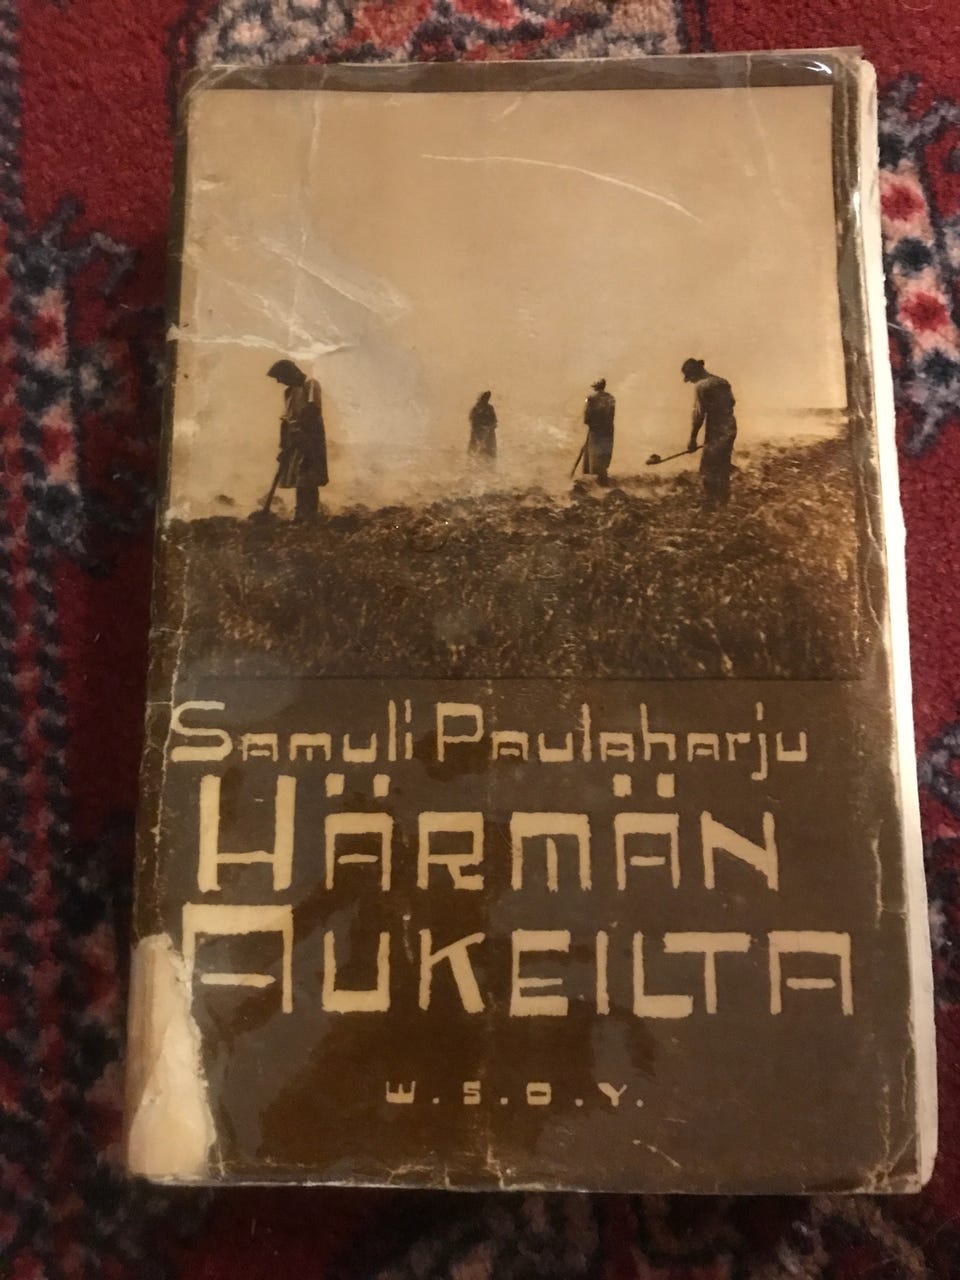 Samuli Paulaharju
HÄRMÄN
AUKEILTA
W.S.O.Y.